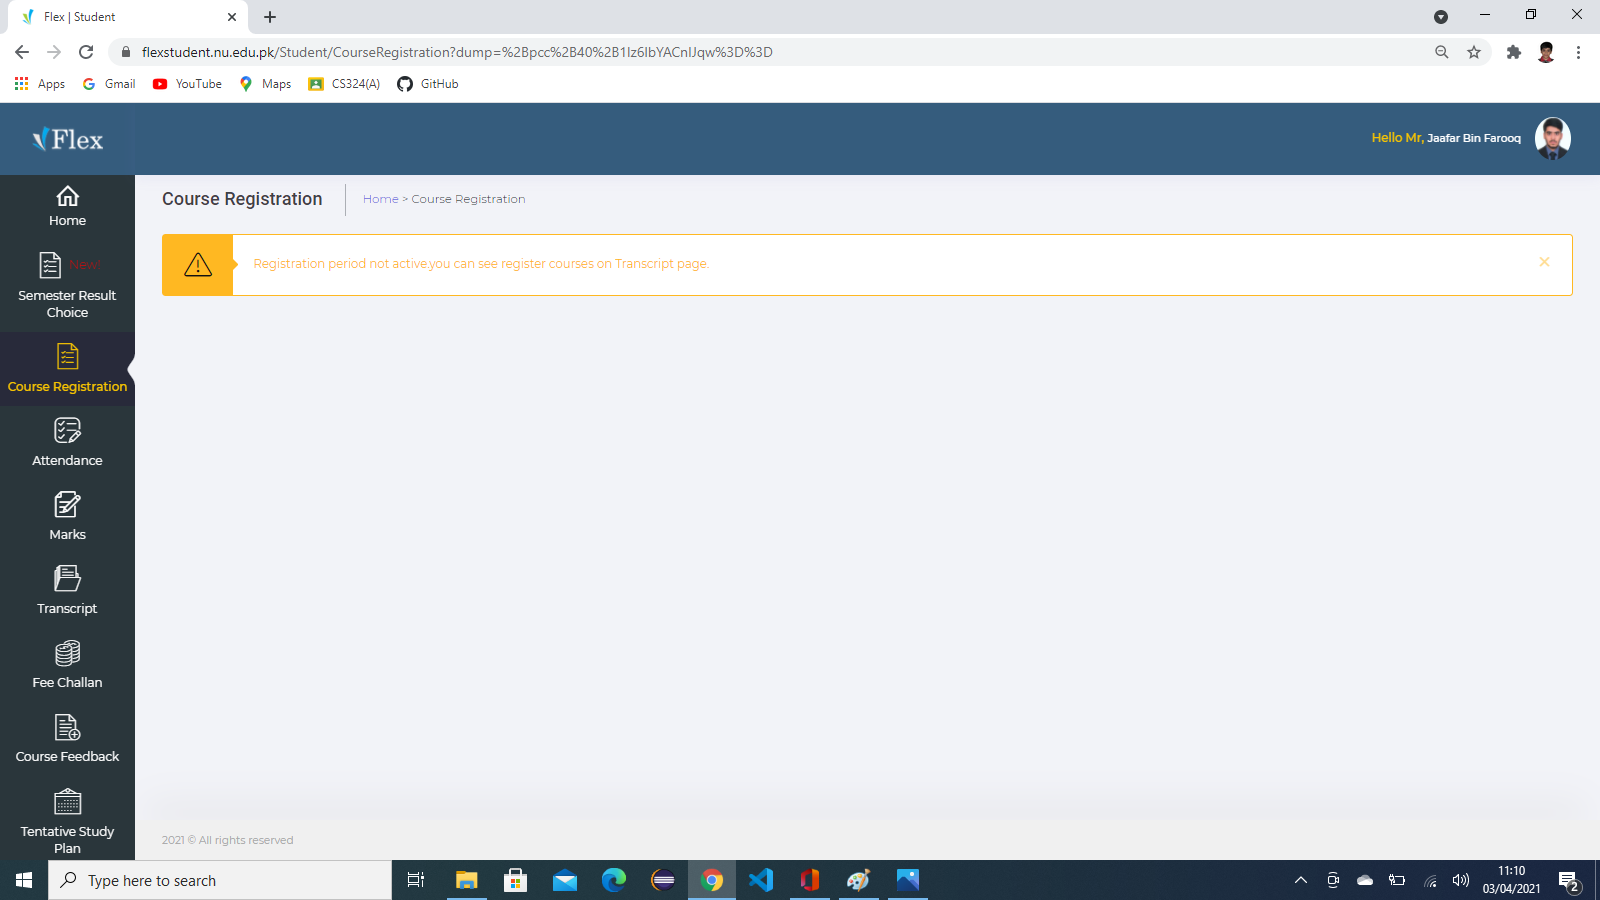 Flex | Student
flexstudent.nu.edu.pk/Student/CourseRegistration?dump=%2Bpcc%2B40%2B1Iz6IbYACnIJqw%3D%3D
Apps Gmail YouTube Maps CS324(A) GitHub
Flex
Hello Mr, Jaafar Bin Farooq
Home
New!
Semester Result
Choice
Course Registration
Attendance
Marks
Transcript
Fee Challan
Course Feedback
Tentative Study
Plan
Course Registration
Home > Course Registration
Registration period not active,you can see register courses on Transcript page.
2021 © All rights reserved
Type here to search
11:10
03/04/2021
2